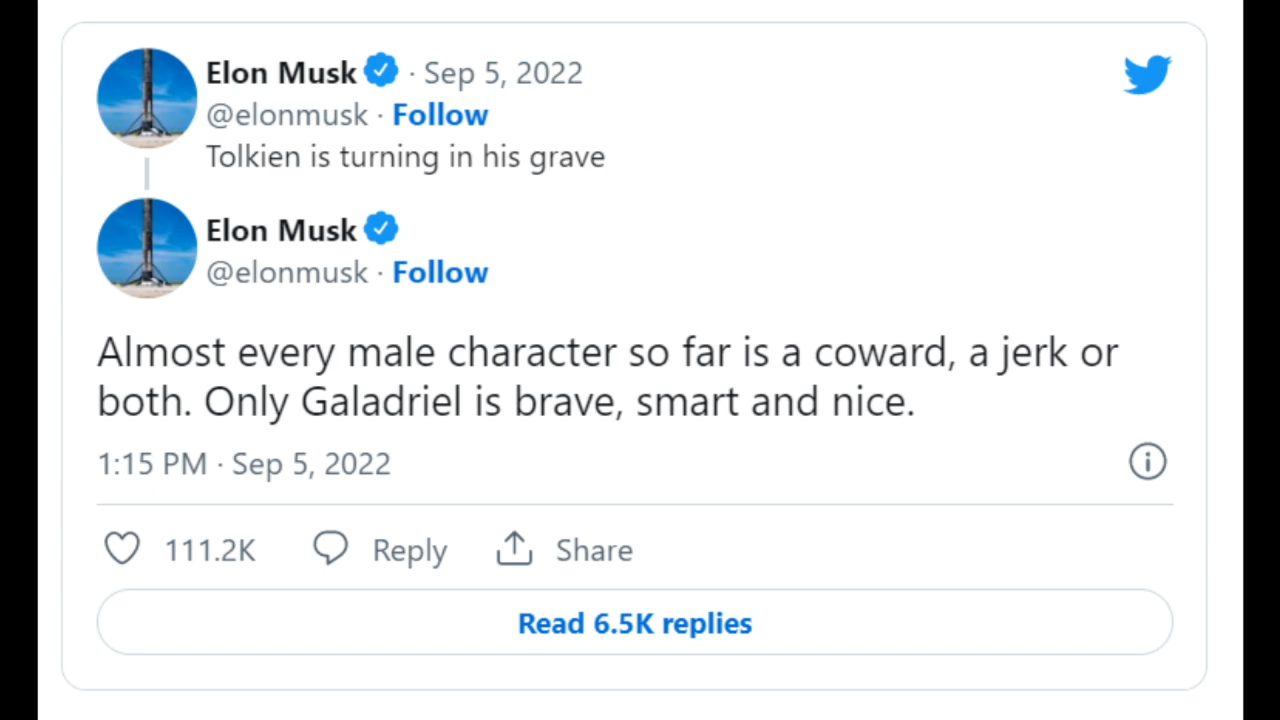 Elon Musk · Sep 5, 2022
@elonmusk · Follow
Tolkien is turning in his grave
Elon Musk
@elonmusk · Follow
Almost every male character so far is a coward, a jerk or
both. Only Galadriel is brave, smart and nice.
1:15 PM · Sep 5, 2022
111.2K Reply Share
Read 6.5K replies